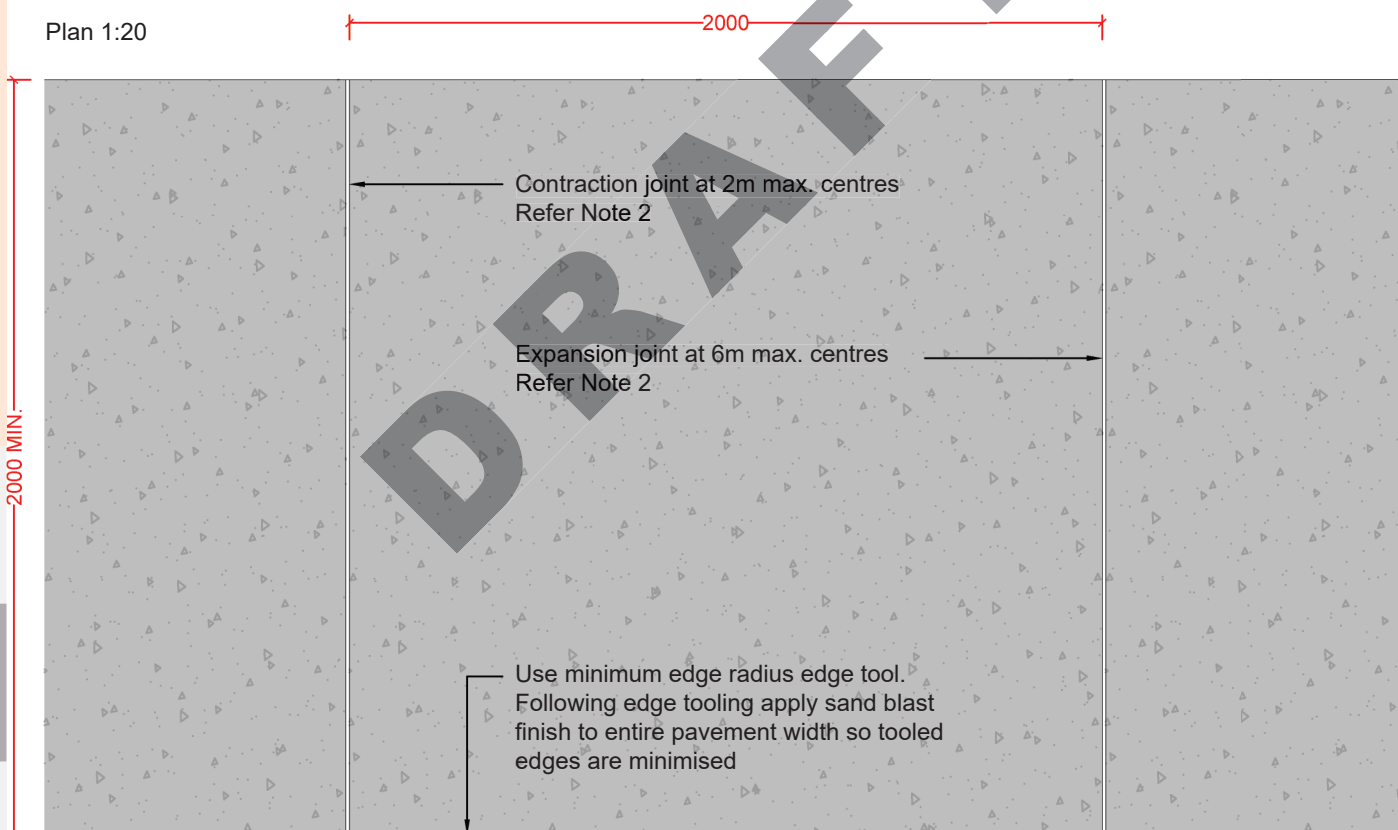 Plan 1:20
2000
2000 MIN.
Contraction joint at 2m max. centres
Refer Note 2
Expansion joint at 6m max. centres
Refer Note 2
Use minimum edge radius edge tool.
Following edge tooling apply sand blast
finish to entire pavement width so tooled
edges are minimised
DRAF